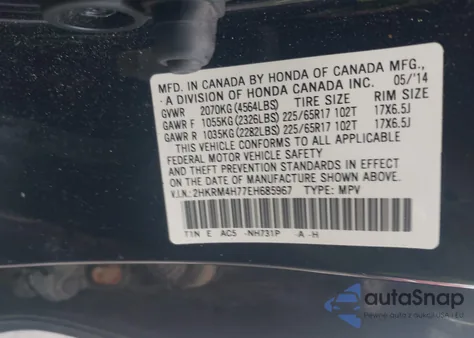 MFD. IN CANADA BY HONDA OF CANADA MFG.,
A DIVISION OF HONDA CANADA INC. 05/'14
GVWR 2070KG(4564LBS) TIRE SIZE RIM SIZE
GAWR F 1055KG(2326LBS) 225/65R17 102T 17X6.5J
GAWR R 1035KG(2282LBS) 225/65R17 102T 17X6.5J
THIS VEHICLE CONFORMS TO ALL APPLICABLE
FEDERAL MOTOR VEHICLE SAFETY
AND THEFT PREVENTION STANDARDS IN EFFECT
ON THE DATE OF MANUFACTURE SHOWN ABOVE.
V.I.N.:2HKRM4H77EH685967 TYPE: MPV
T1N E AC5 -NH731P -A -H
autoSnap